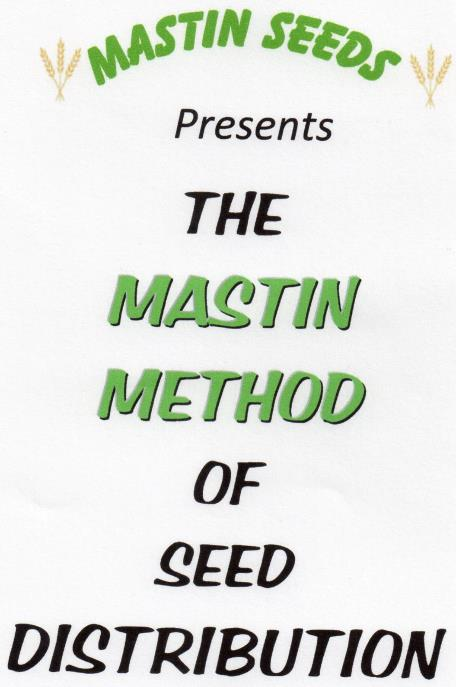 MASTIN SEEDS
Presents
THE
MASTIN
METHOD
OF
SEED
DISTRIBUTION